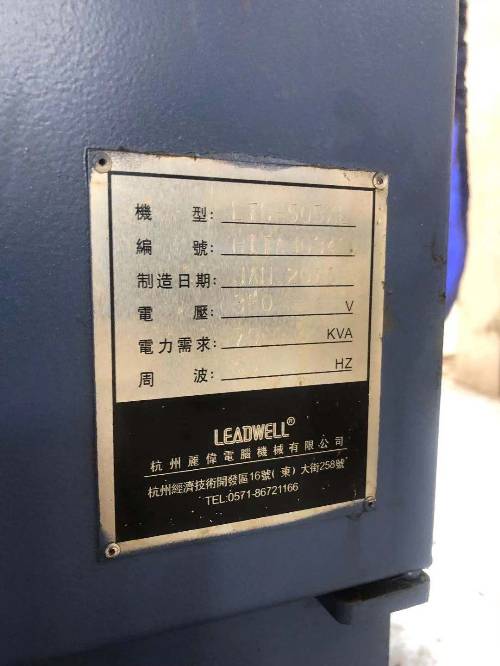 機 型:
編 號:
制造日期: JAN
電 壓: 380 V
電力需求: KVA
周 波: HZ
LEADWELL®
杭州麗偉電腦機械有限公司
杭州經濟技術開發區16號(東)大街258號
TEL:0571-86721166